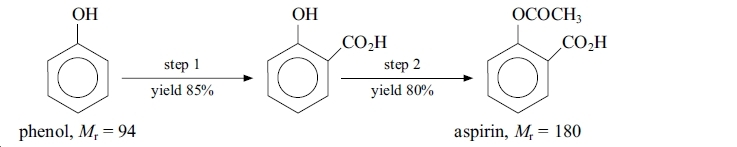 OH
OH
OCOCH₃
CO₂H
CO₂H
step 1
step 2
yield 85%
yield 80%
phenol, Mᵣ = 94
aspirin, Mᵣ = 180